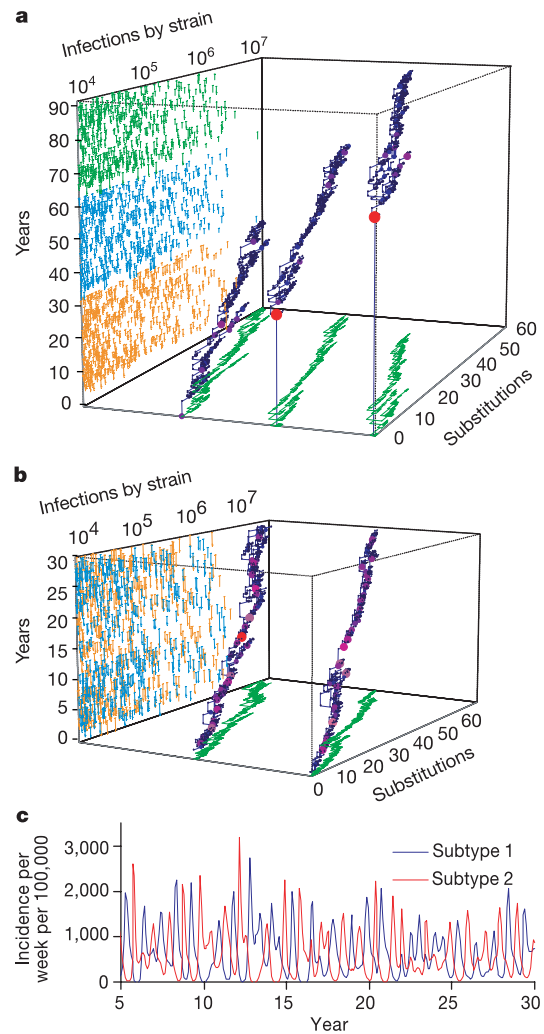 a
Infections by strain
10^4 10^5 10^6 10^7
90
80
70
60
50
40
30
20
10
0
Years
0 10 20 30 40 50 60
Substitutions
b
Infections by strain
10^4 10^5 10^6 10^7
30
25
20
15
10
5
0
Years
0 10 20 30 40 50 60
Substitutions
c
Incidence per
week per 100,000
3,000
2,000
1,000
0
Subtype 1
Subtype 2
5 10 15 20 25 30
Year